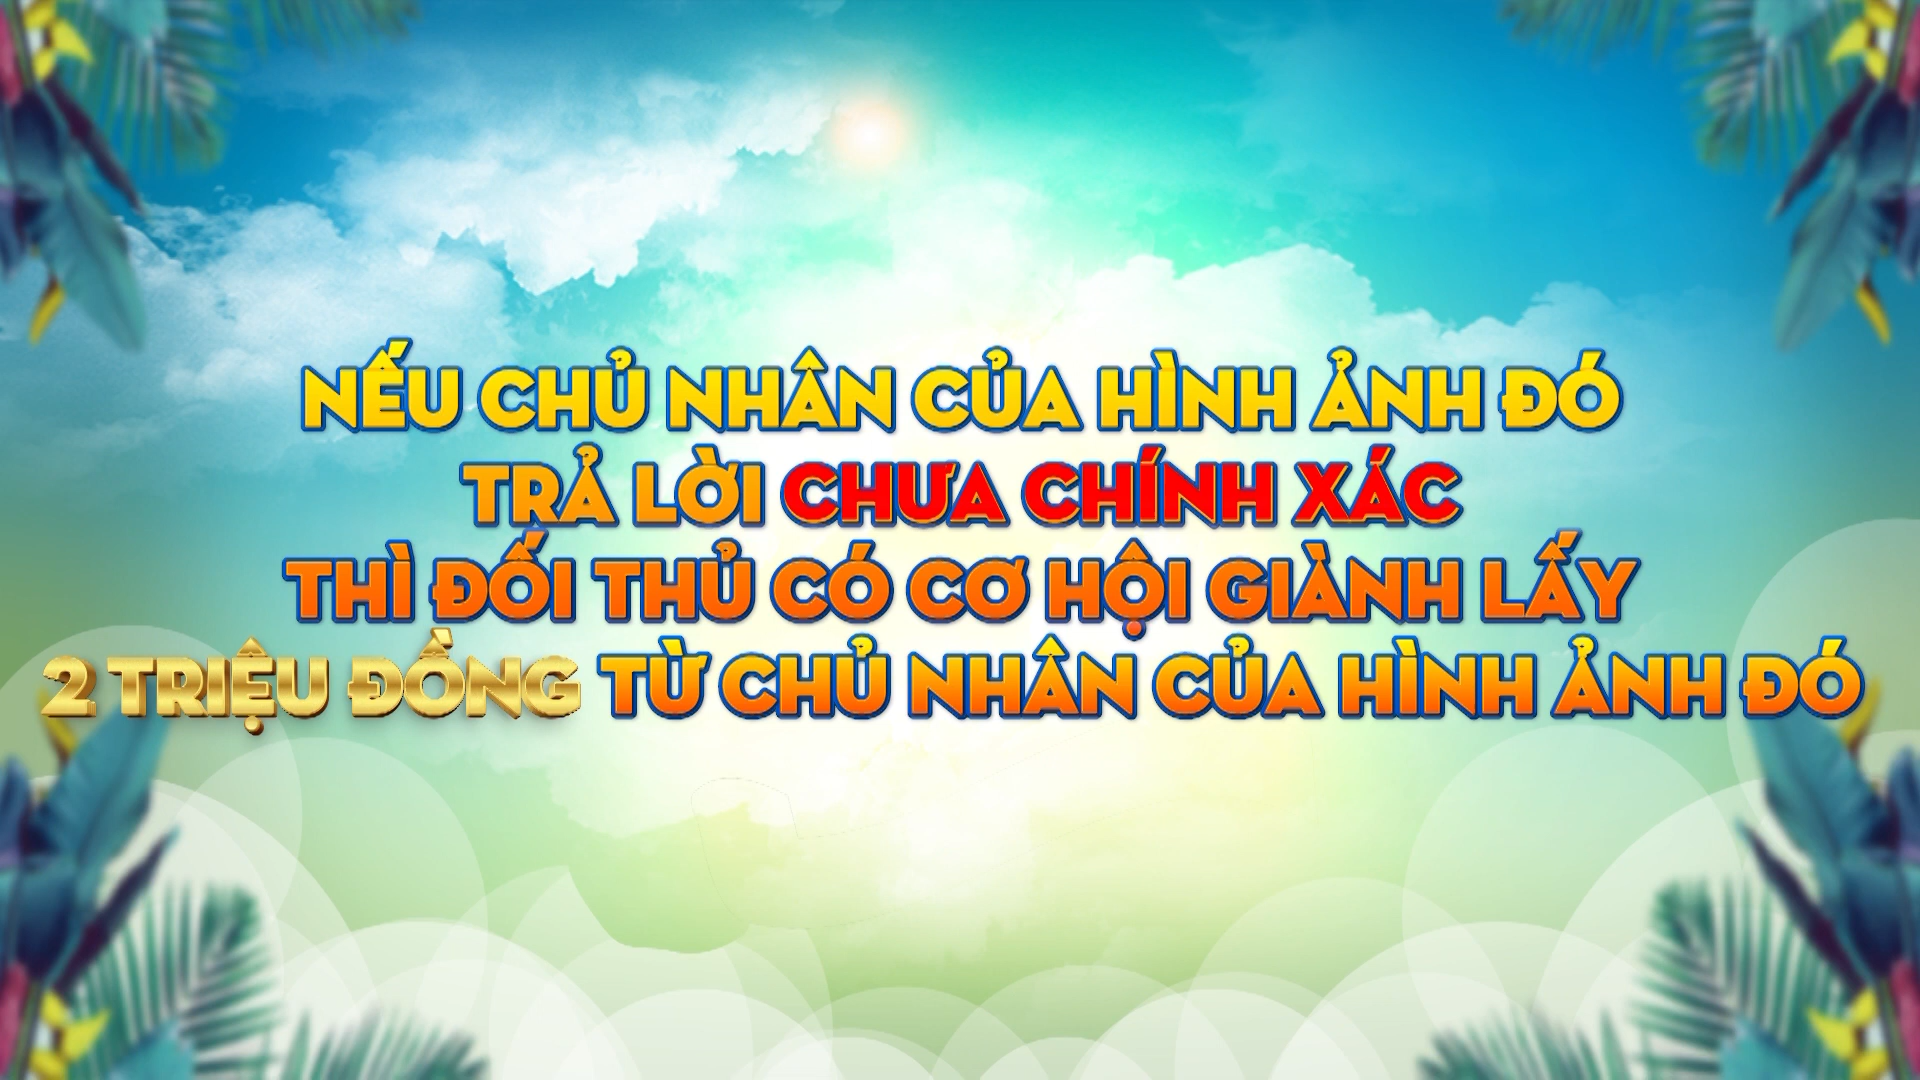 NẾU CHỦ NHÂN CỦA HÌNH ẢNH ĐÓ
TRẢ LỜI CHƯA CHÍNH XÁC
THÌ ĐỐI THỦ CÓ CƠ HỘI GIÀNH LẤY
2 TRIỆU ĐỒNG TỪ CHỦ NHÂN CỦA HÌNH ẢNH ĐÓ